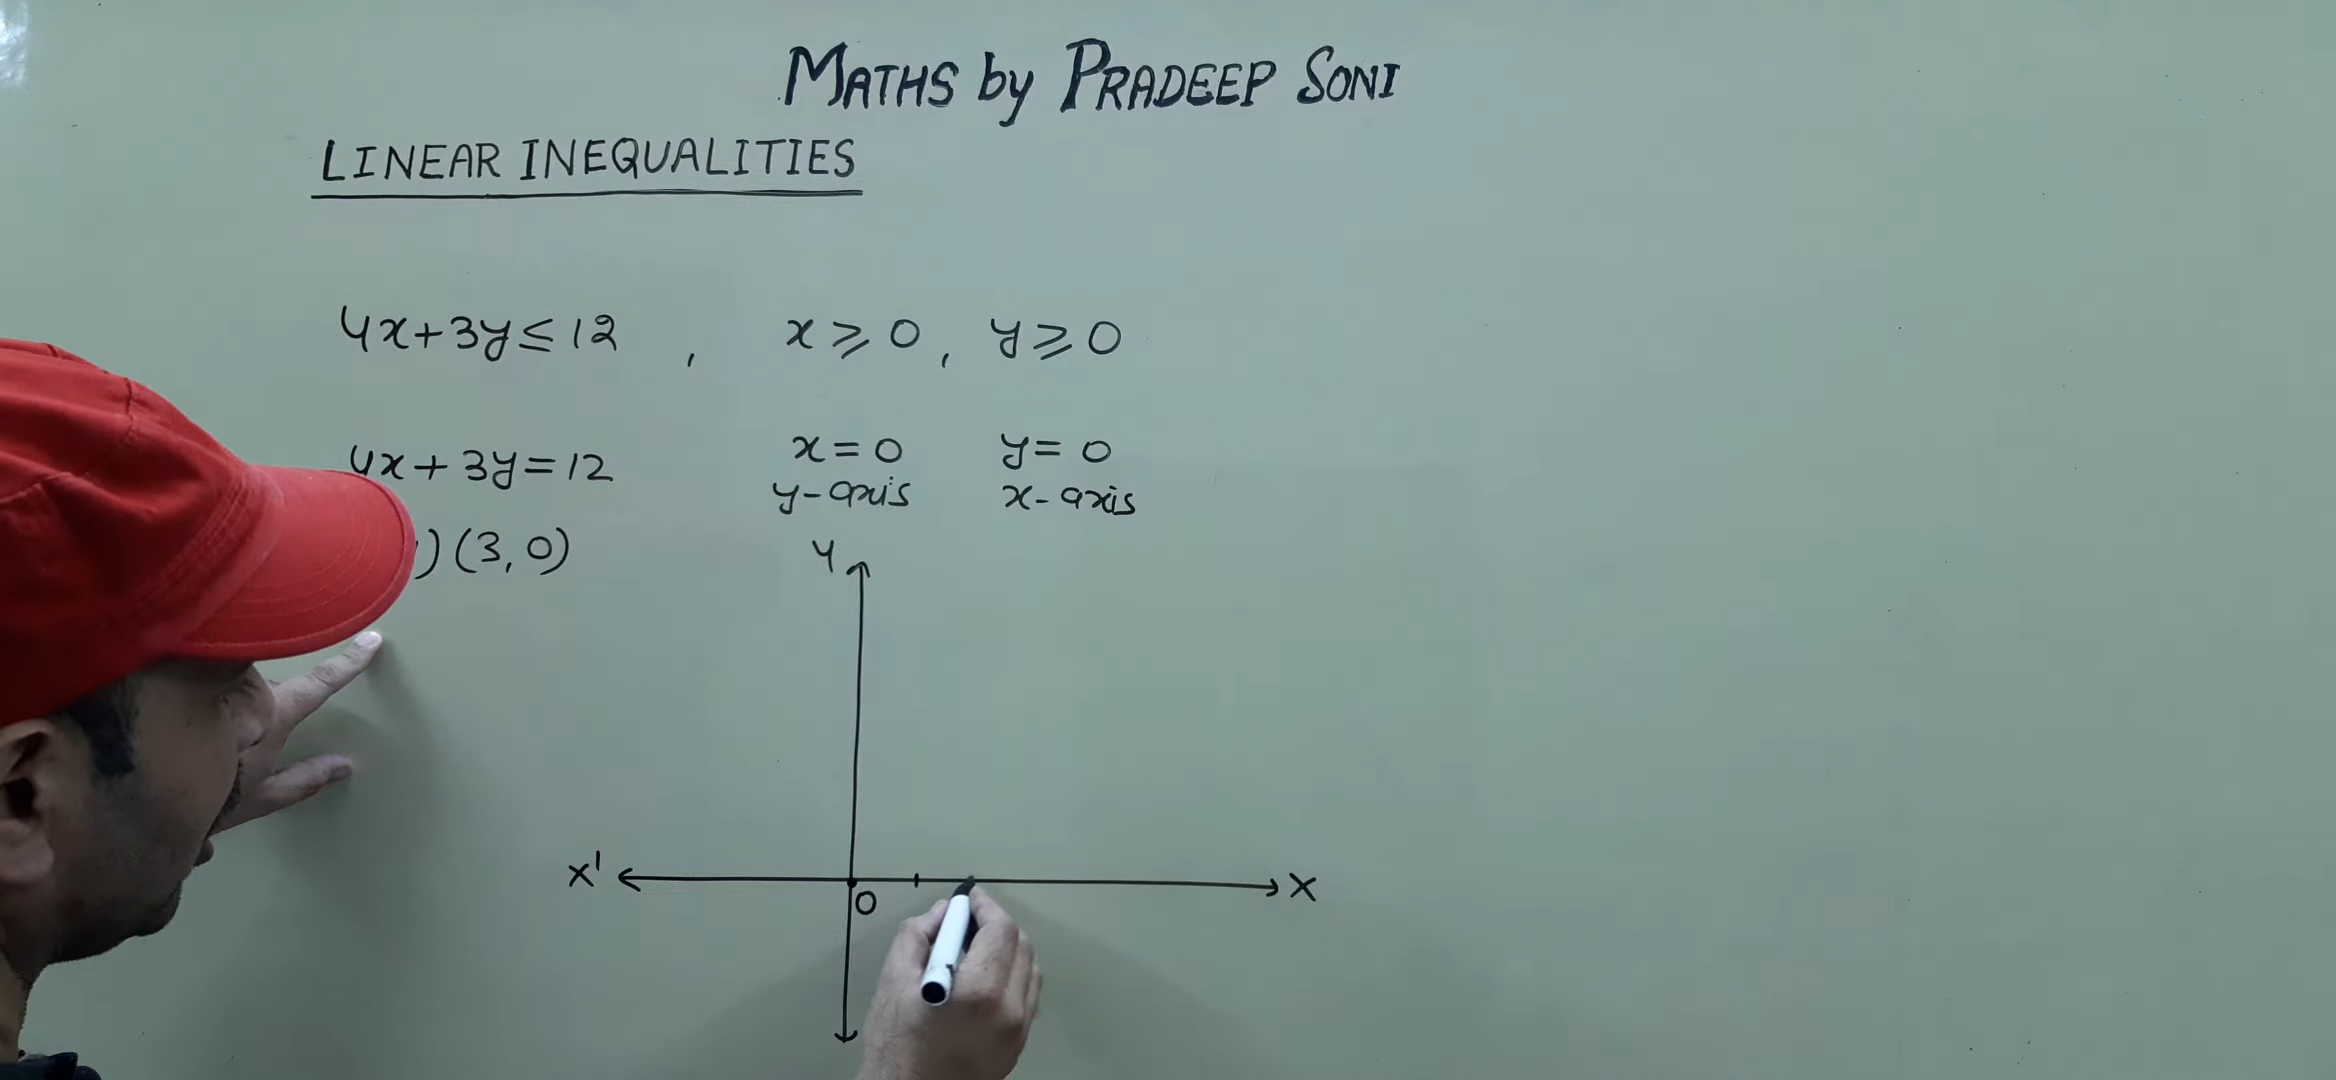 MATHS by PRADEEP SONI
LINEAR INEQUALITIES
4x+3y≤12 , x≥0, y≥0
4x+3y=12 x=0 y=0
y-axis x-axis
) (3,0)
Y
X' X
O